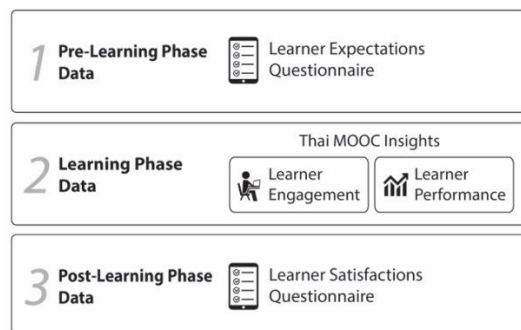 1 Pre-Learning Phase
Data
Learner Expectations
Questionnaire
2 Learning Phase
Data
Thai MOOC Insights
Learner
Engagement
Learner
Performance
3 Post-Learning Phase
Data
Learner Satisfactions
Questionnaire